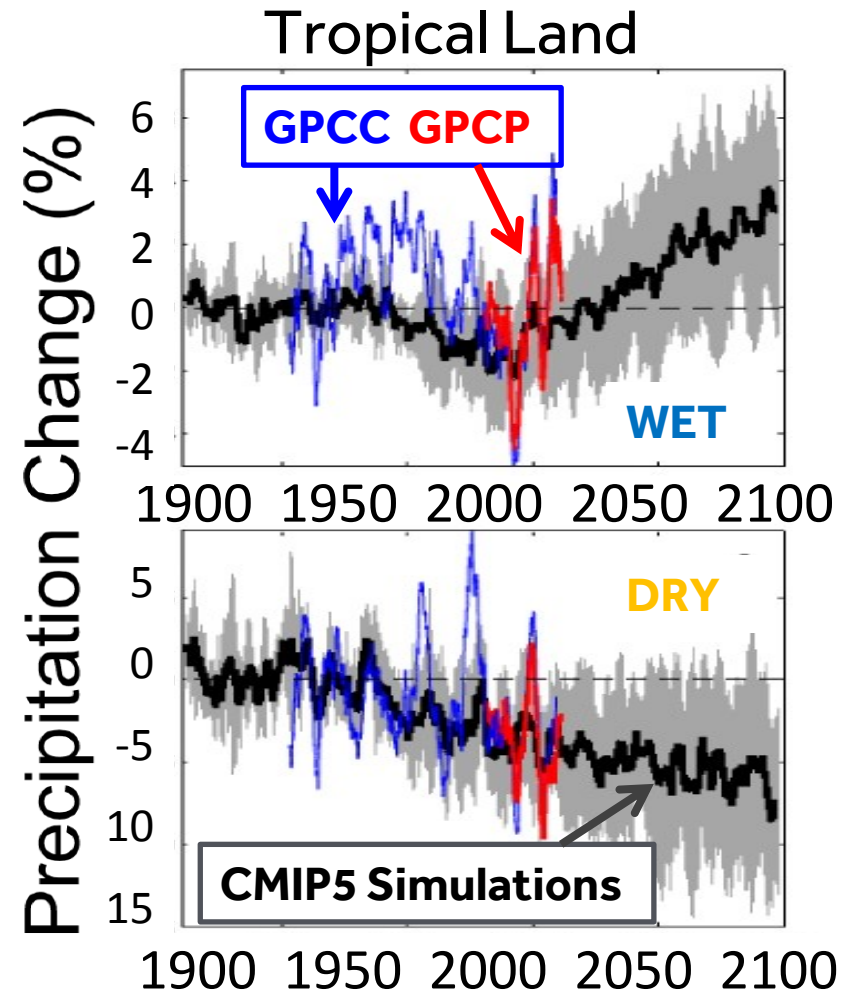 Tropical Land
Precipitation Change (%)
GPCC GPCP
6
4
2
0
-2
-4
WET
1900 1950 2000 2050 2100
5
0
-5
10
15
DRY
CMIP5 Simulations
1900 1950 2000 2050 2100